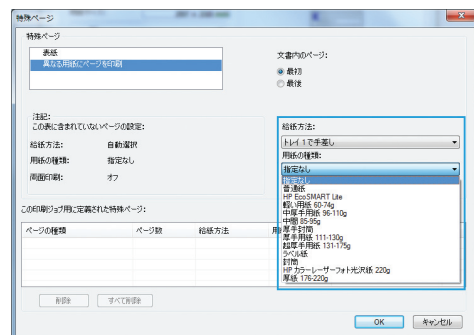 特殊ページ
特殊ページ
表紙
異なる用紙にページを印刷
文書内のページ:
最初
最後
注記:
この表に含まれていないページの設定:
給紙方法: 自動選択
用紙の種類: 指定なし
両面印刷: オフ
給紙方法:
トレイ 1 で手差し
用紙の種類:
指定なし
指定なし
普通紙
HP EcoSMART Lite
軽い用紙 60-74g
中厚手用紙 96-110g
中間 85-95g
厚手封筒
厚手用紙 111-130g
超厚手用紙 131-175g
ラベル紙
封筒
HP カラーレーザーフォト光沢紙 220g
厚紙 176-220g
この印刷ジョブ用に定義された特殊ページ:
ページの種類 ページ数 給紙方法
削除 すべて削除
OK キャンセル